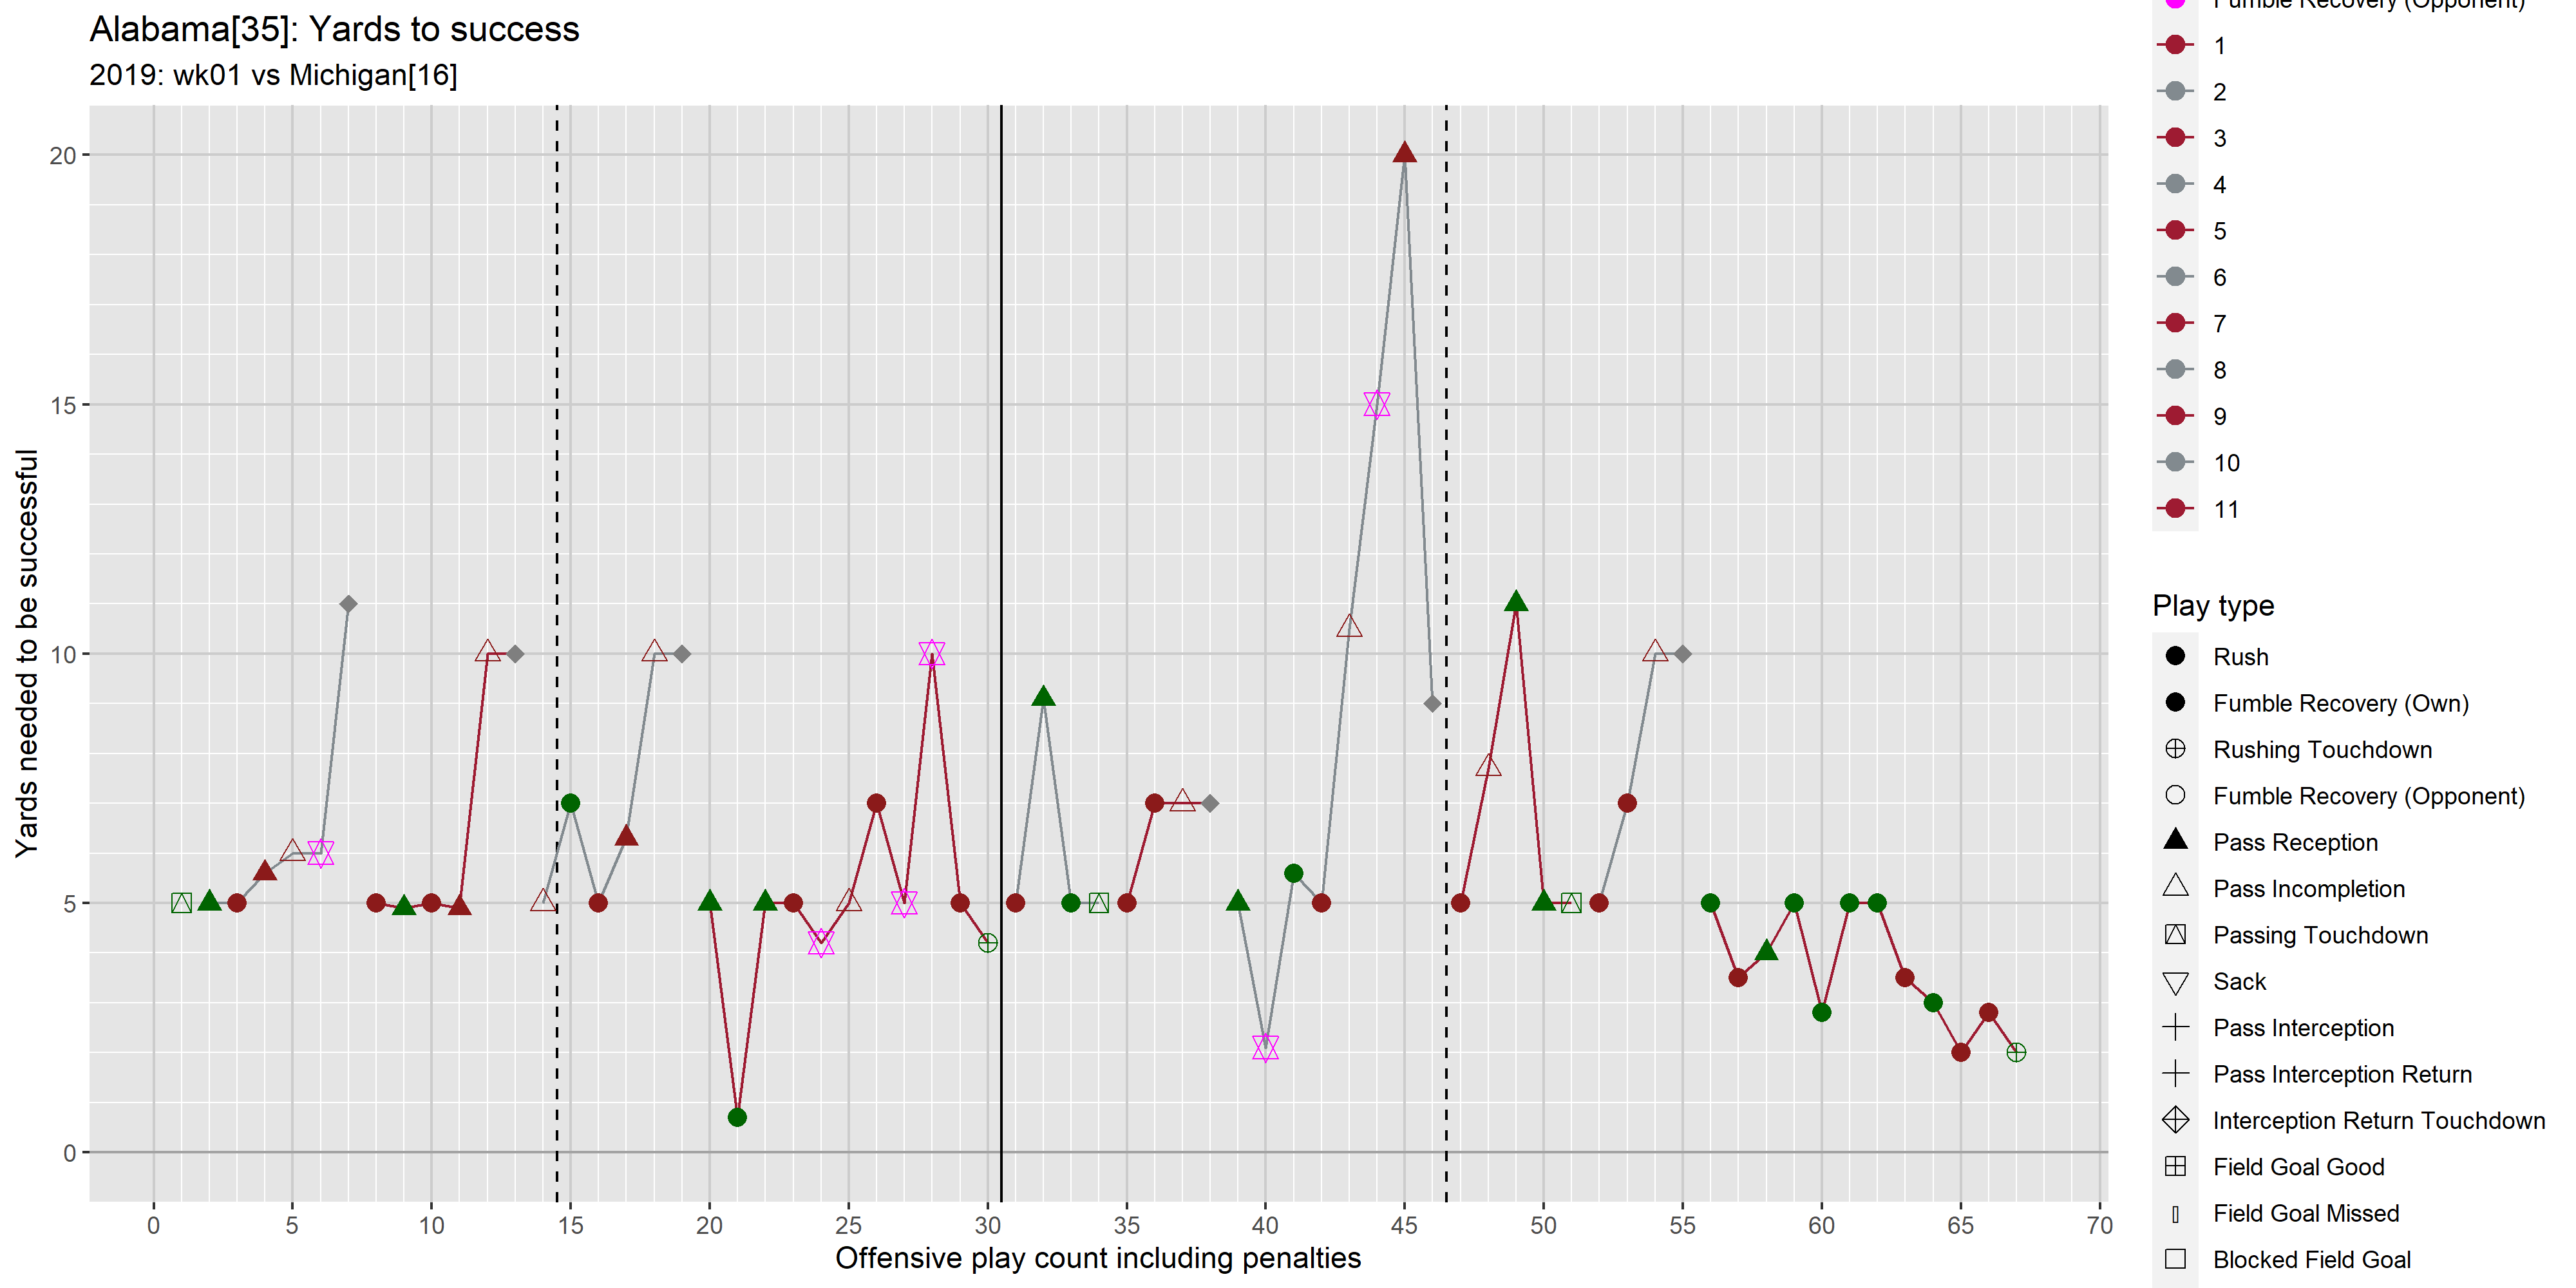 Alabama[35]: Yards to success
2019: wk01 vs Michigan[16]
Yards needed to be successful
20
15
10
5
0
0 5 10 15 20 25 30 35 40 45 50 55 60 65 70
Offensive play count including penalties
Fumble Recovery (Opponent)
1
2
3
4
5
6
7
8
9
10
11
Play type
Rush
Fumble Recovery (Own)
Rushing Touchdown
Fumble Recovery (Opponent)
Pass Reception
Pass Incompletion
Passing Touchdown
Sack
Pass Interception
Pass Interception Return
Interception Return Touchdown
Field Goal Good
Field Goal Missed
Blocked Field Goal